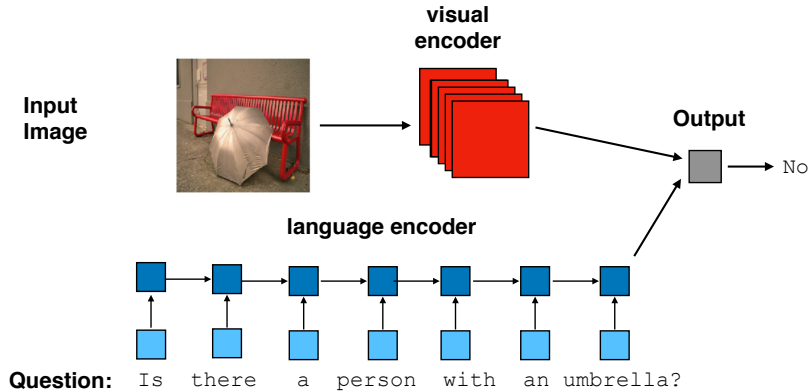 visual
encoder
Input
Image
Output
No
language encoder
Question: Is there a person with an umbrella?